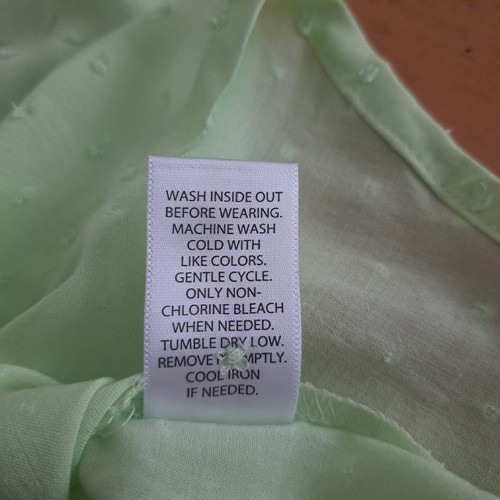 WASH INSIDE OUT
BEFORE WEARING.
MACHINE WASH
COLD WITH
LIKE COLORS.
GENTLE CYCLE.
ONLY NON-
CHLORINE BLEACH
WHEN NEEDED.
TUMBLE DRY LOW.
REMOVE PROMPTLY.
COOL IRON
IF NEEDED.